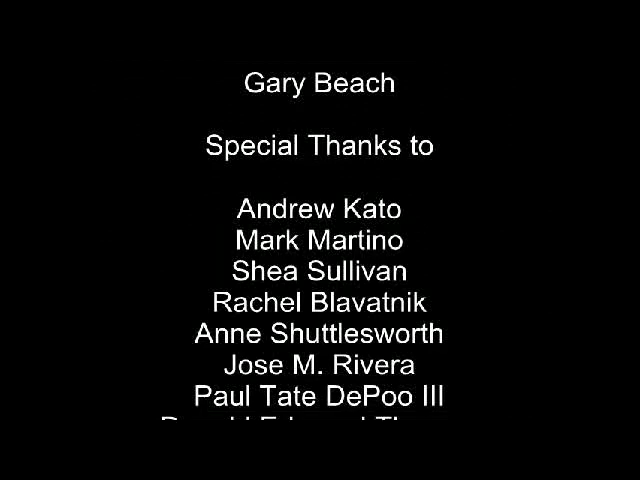 Gary Beach
Special Thanks to
Andrew Kato
Mark Martino
Shea Sullivan
Rachel Blavatnik
Anne Shuttlesworth
Jose M. Rivera
Paul Tate DePoo III